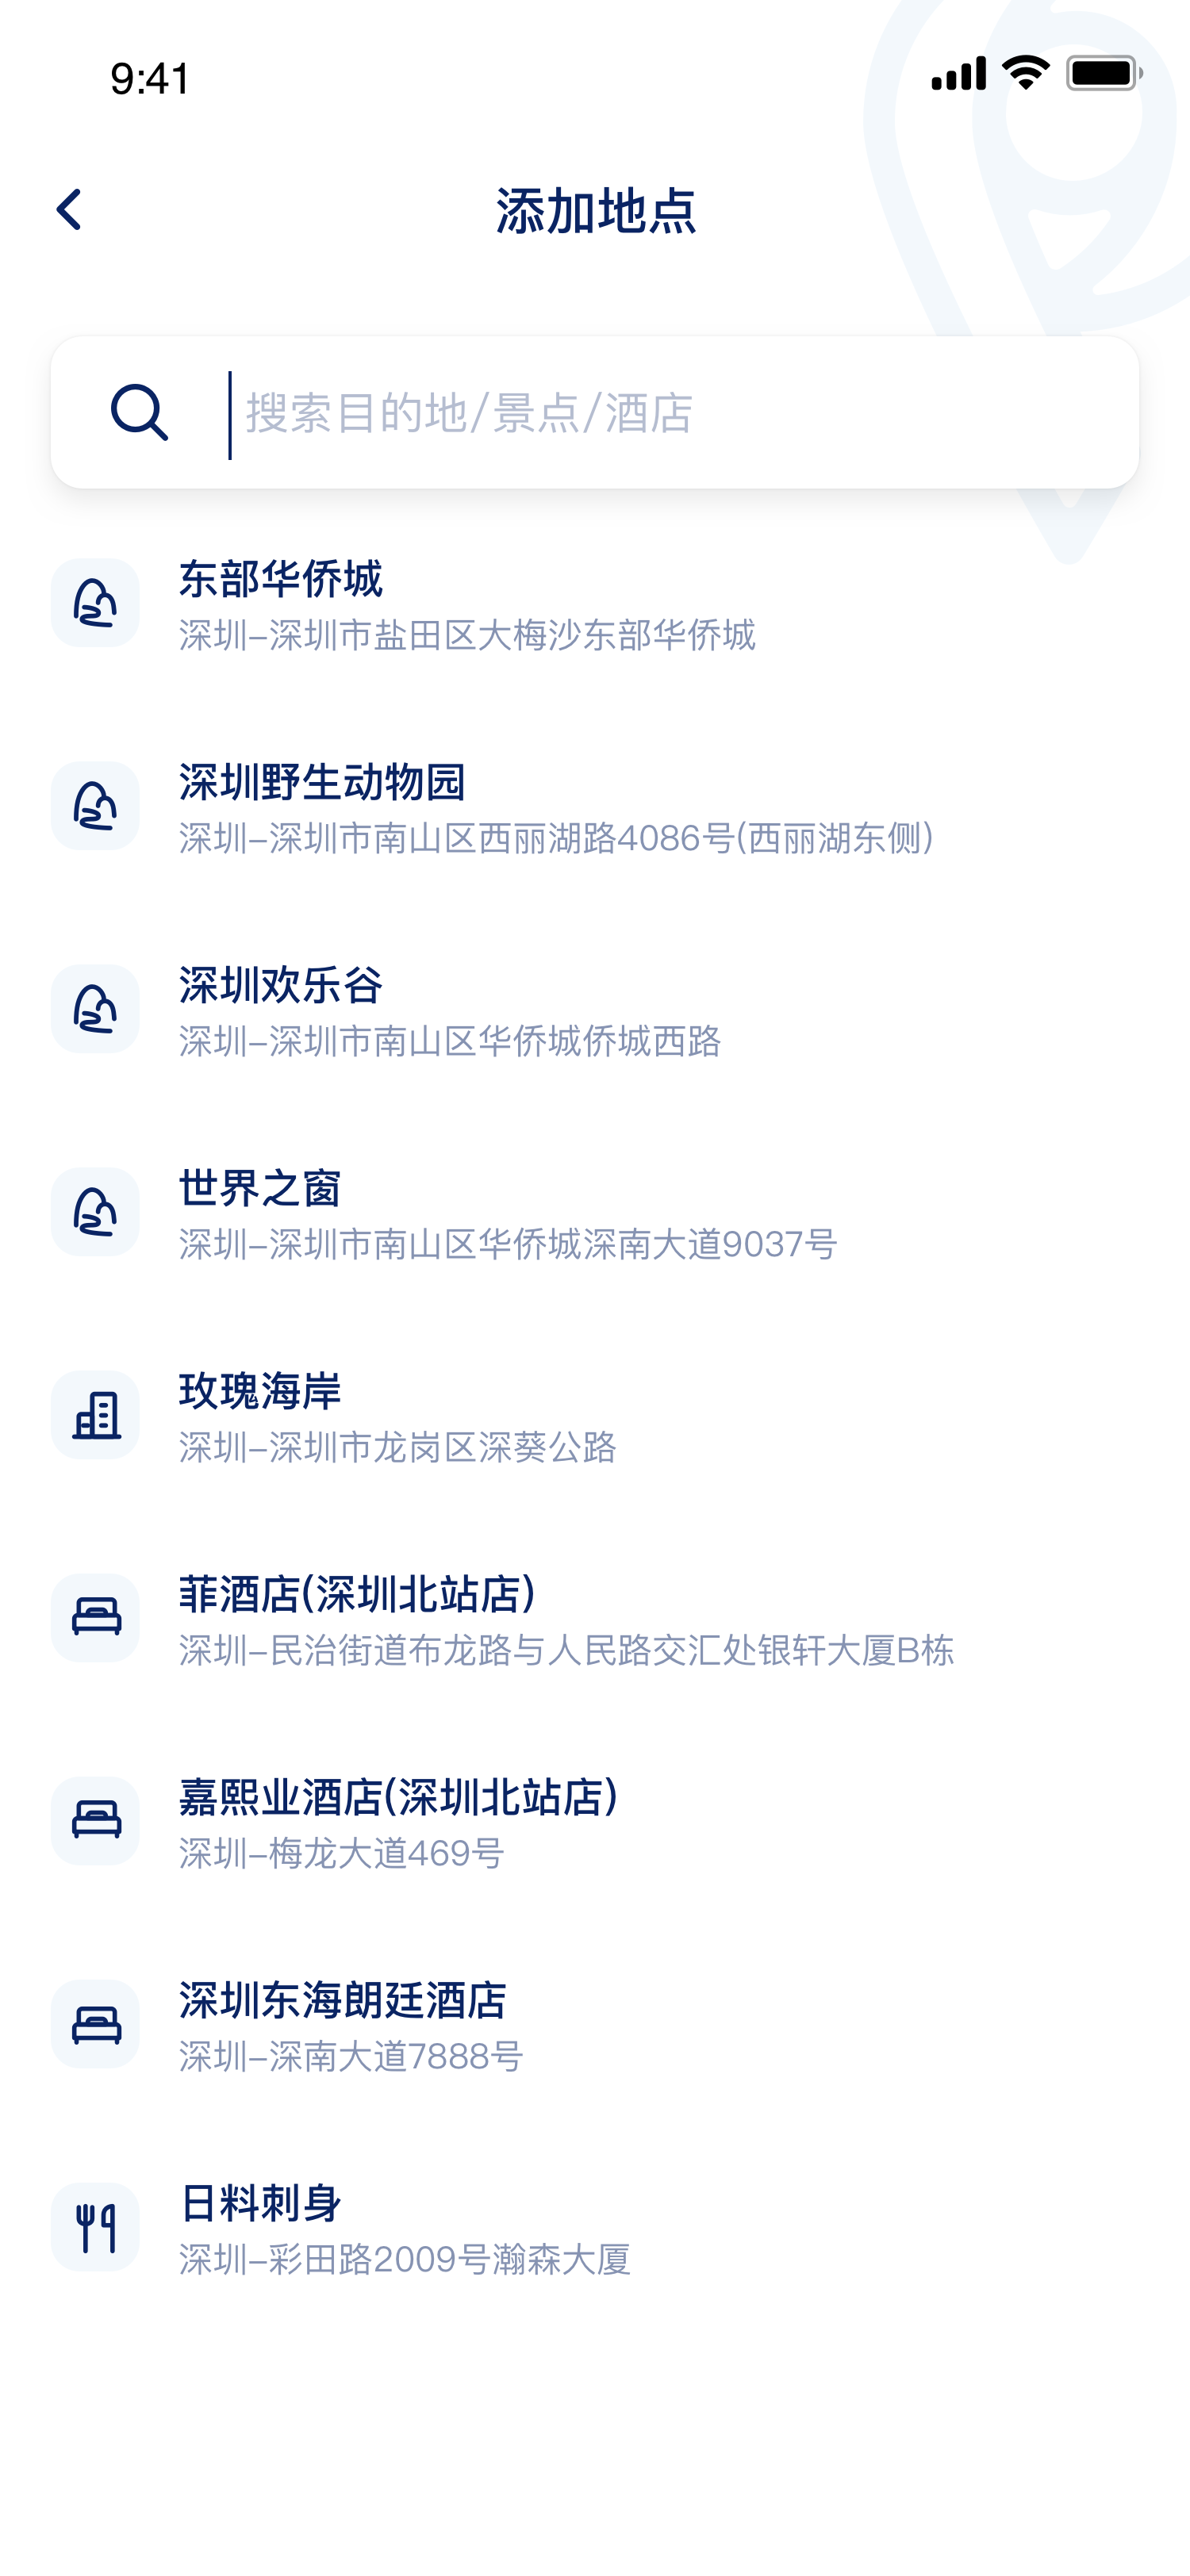 9:41
添加地点
搜索目的地/景点/酒店
东部华侨城
深圳–深圳市盐田区大梅沙东部华侨城
深圳野生动物园
深圳–深圳市南山区西丽湖路4086号(西丽湖东侧)
深圳欢乐谷
深圳–深圳市南山区华侨城侨城西路
世界之窗
深圳–深圳市南山区华侨城深南大道9037号
玫瑰海岸
深圳–深圳市龙岗区深葵公路
菲酒店(深圳北站店)
深圳–民治街道布龙路与人民路交汇处银轩大厦B栋
嘉熙业酒店(深圳北站店)
深圳–梅龙大道469号
深圳东海朗廷酒店
深圳–深南大道7888号
日料刺身
深圳–彩田路2009号瀚森大厦